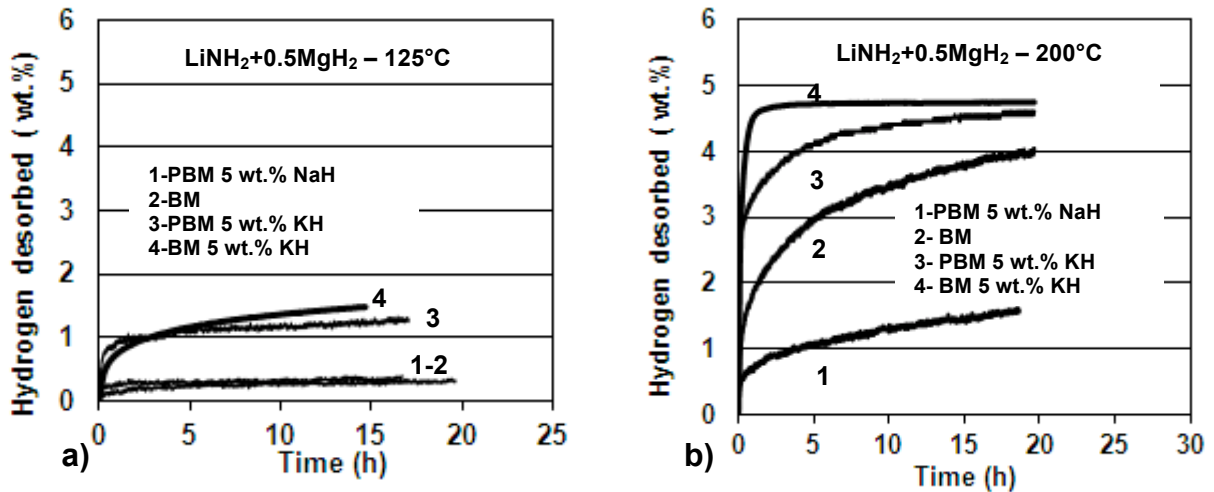 Hydrogen desorbed ( wt.%)
6
5
4
3
2
1
0
LiNH₂+0.5MgH₂ – 125°C
1-PBM 5 wt.% NaH
2-BM
3-PBM 5 wt.% KH
4-BM 5 wt.% KH
4
3
1-2
0 5 10 15 20 25
Time (h)
a)
Hydrogen desorbed ( wt.%)
6
5
4
3
2
1
0
LiNH₂+0.5MgH₂ – 200°C
4
3
2
1
1-PBM 5 wt.% NaH
2- BM
3- PBM 5 wt.% KH
4- BM 5 wt.% KH
0 5 10 15 20 25 30
Time (h)
b)